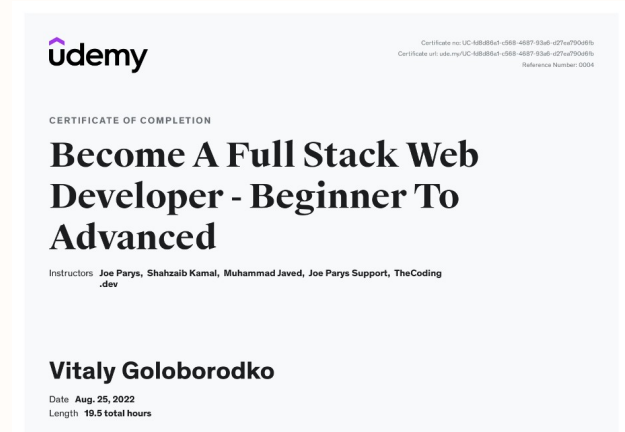 ûdemy
Certificate no: UC-fd8d86s1-c568-4687-93a6-d27ea790d6fb
Certificate url: ude.my/UC-fd8d86s1-c568-4687-93a6-d27ea790d6fb
Reference Number: 0004
CERTIFICATE OF COMPLETION
Become A Full Stack Web
Developer - Beginner To
Advanced
Instructors Joe Parys, Shahzaib Kamal, Muhammad Javed, Joe Parys Support, TheCoding
.dev
Vitaly Goloborodko
Date Aug. 25, 2022
Length 19.5 total hours